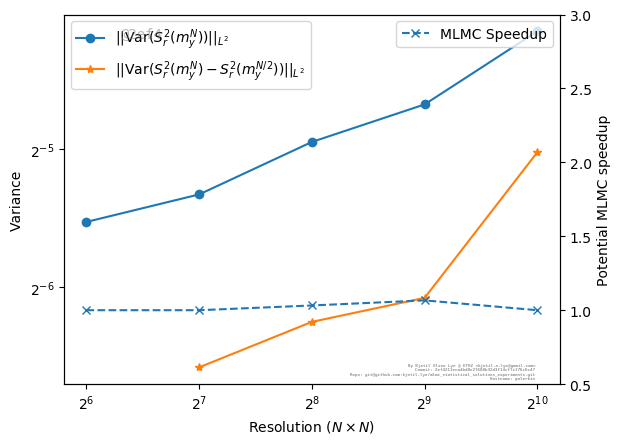 ||Var(S_r^2(m_y^N))||_{L^2}
||Var(S_r^2(m_y^N) − S_r^2(m_y^{N/2}))||_{L^2}
MLMC Speedup
Variance
2^{-5}
2^{-6}
3.0
2.5
2.0
1.5
1.0
0.5
Potential MLMC speedup
2^6
2^7
2^8
2^9
2^{10}
Resolution (N × N)